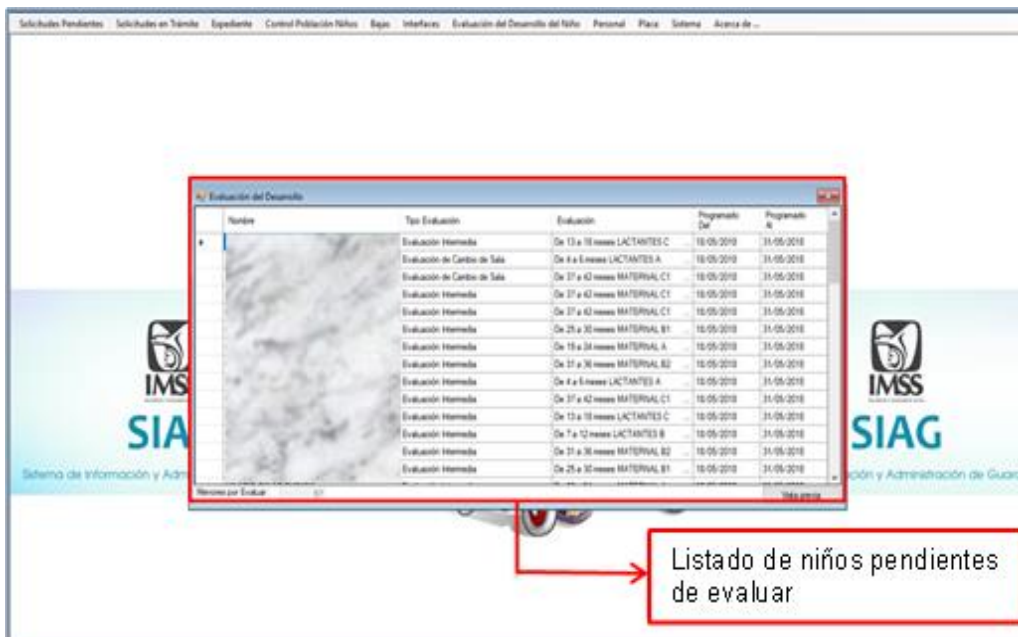 Solicitudes Pendientes Solicitudes en Trámite Expediente Control Población Niños Bajas Interfaces Evaluación del Desarrollo del Niño Personal Placa Sistema Acerca de ...
Evaluación del Desarrollo
Nombre Tipo Evaluación Evaluación Programado Del Programado Al
Evaluación Intermedia De 13 a 18 meses LACTANTES C ... 18/05/2018 31/05/2018
Evaluación de Cambio de Sala De 4 a 6 meses LACTANTES A ... 18/05/2018 31/05/2018
Evaluación de Cambio de Sala De 37 a 42 meses MATERNAL C1 ... 18/05/2018 31/05/2018
Evaluación Intermedia De 37 a 42 meses MATERNAL C1 ... 18/05/2018 31/05/2018
Evaluación Intermedia De 37 a 42 meses MATERNAL C1 ... 18/05/2018 31/05/2018
Evaluación Intermedia De 25 a 30 meses MATERNAL B1 ... 18/05/2018 31/05/2018
Evaluación Intermedia De 19 a 24 meses MATERNAL A ... 18/05/2018 31/05/2018
Evaluación Intermedia De 31 a 36 meses MATERNAL B2 ... 18/05/2018 31/05/2018
Evaluación Intermedia De 4 a 6 meses LACTANTES A ... 18/05/2018 31/05/2018
Evaluación Intermedia De 37 a 42 meses MATERNAL C1 ... 18/05/2018 31/05/2018
Evaluación Intermedia De 13 a 18 meses LACTANTES C ... 18/05/2018 31/05/2018
Evaluación Intermedia De 7 a 12 meses LACTANTES B ... 18/05/2018 31/05/2018
Evaluación Intermedia De 31 a 36 meses MATERNAL B2 ... 18/05/2018 31/05/2018
Evaluación Intermedia De 25 a 30 meses MATERNAL B1 ... 18/05/2018 31/05/2018
Menores por Evaluar Vista previa
IMSS IMSS
SIA SIAG
Sistema de Información y Adm ación y Administración de Guar
Listado de niños pendientes
de evaluar